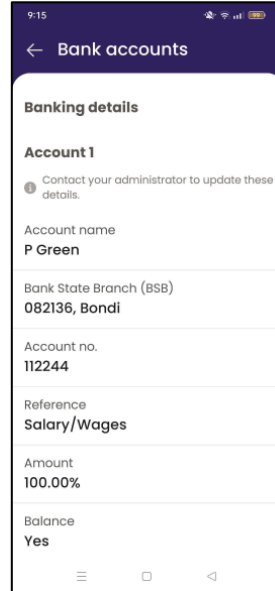 9:15
Bank accounts
Banking details
Account 1
Contact your administrator to update these
details.
Account name
P Green
Bank State Branch (BSB)
082136, Bondi
Account no.
112244
Reference
Salary/Wages
Amount
100.00%
Balance
Yes